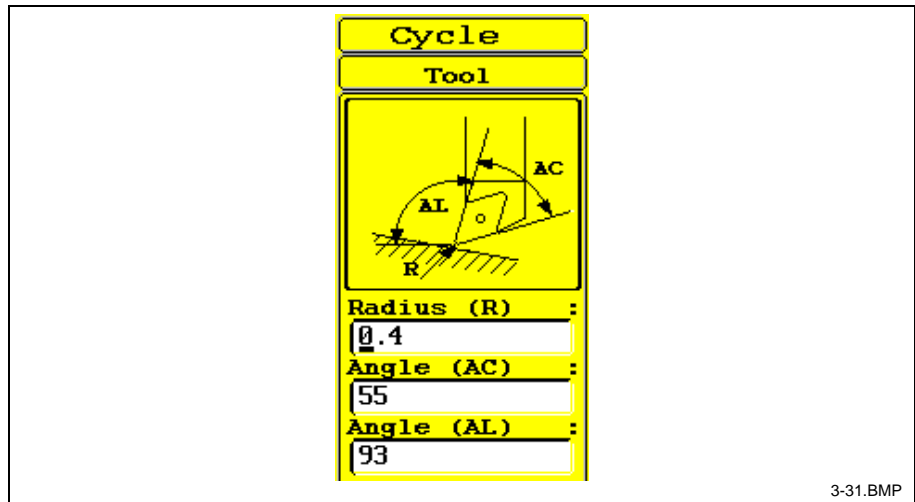 Cycle
Tool
AC
AL
R
Radius (R) :
0.4
Angle (AC) :
55
Angle (AL) :
93
3-31.BMP